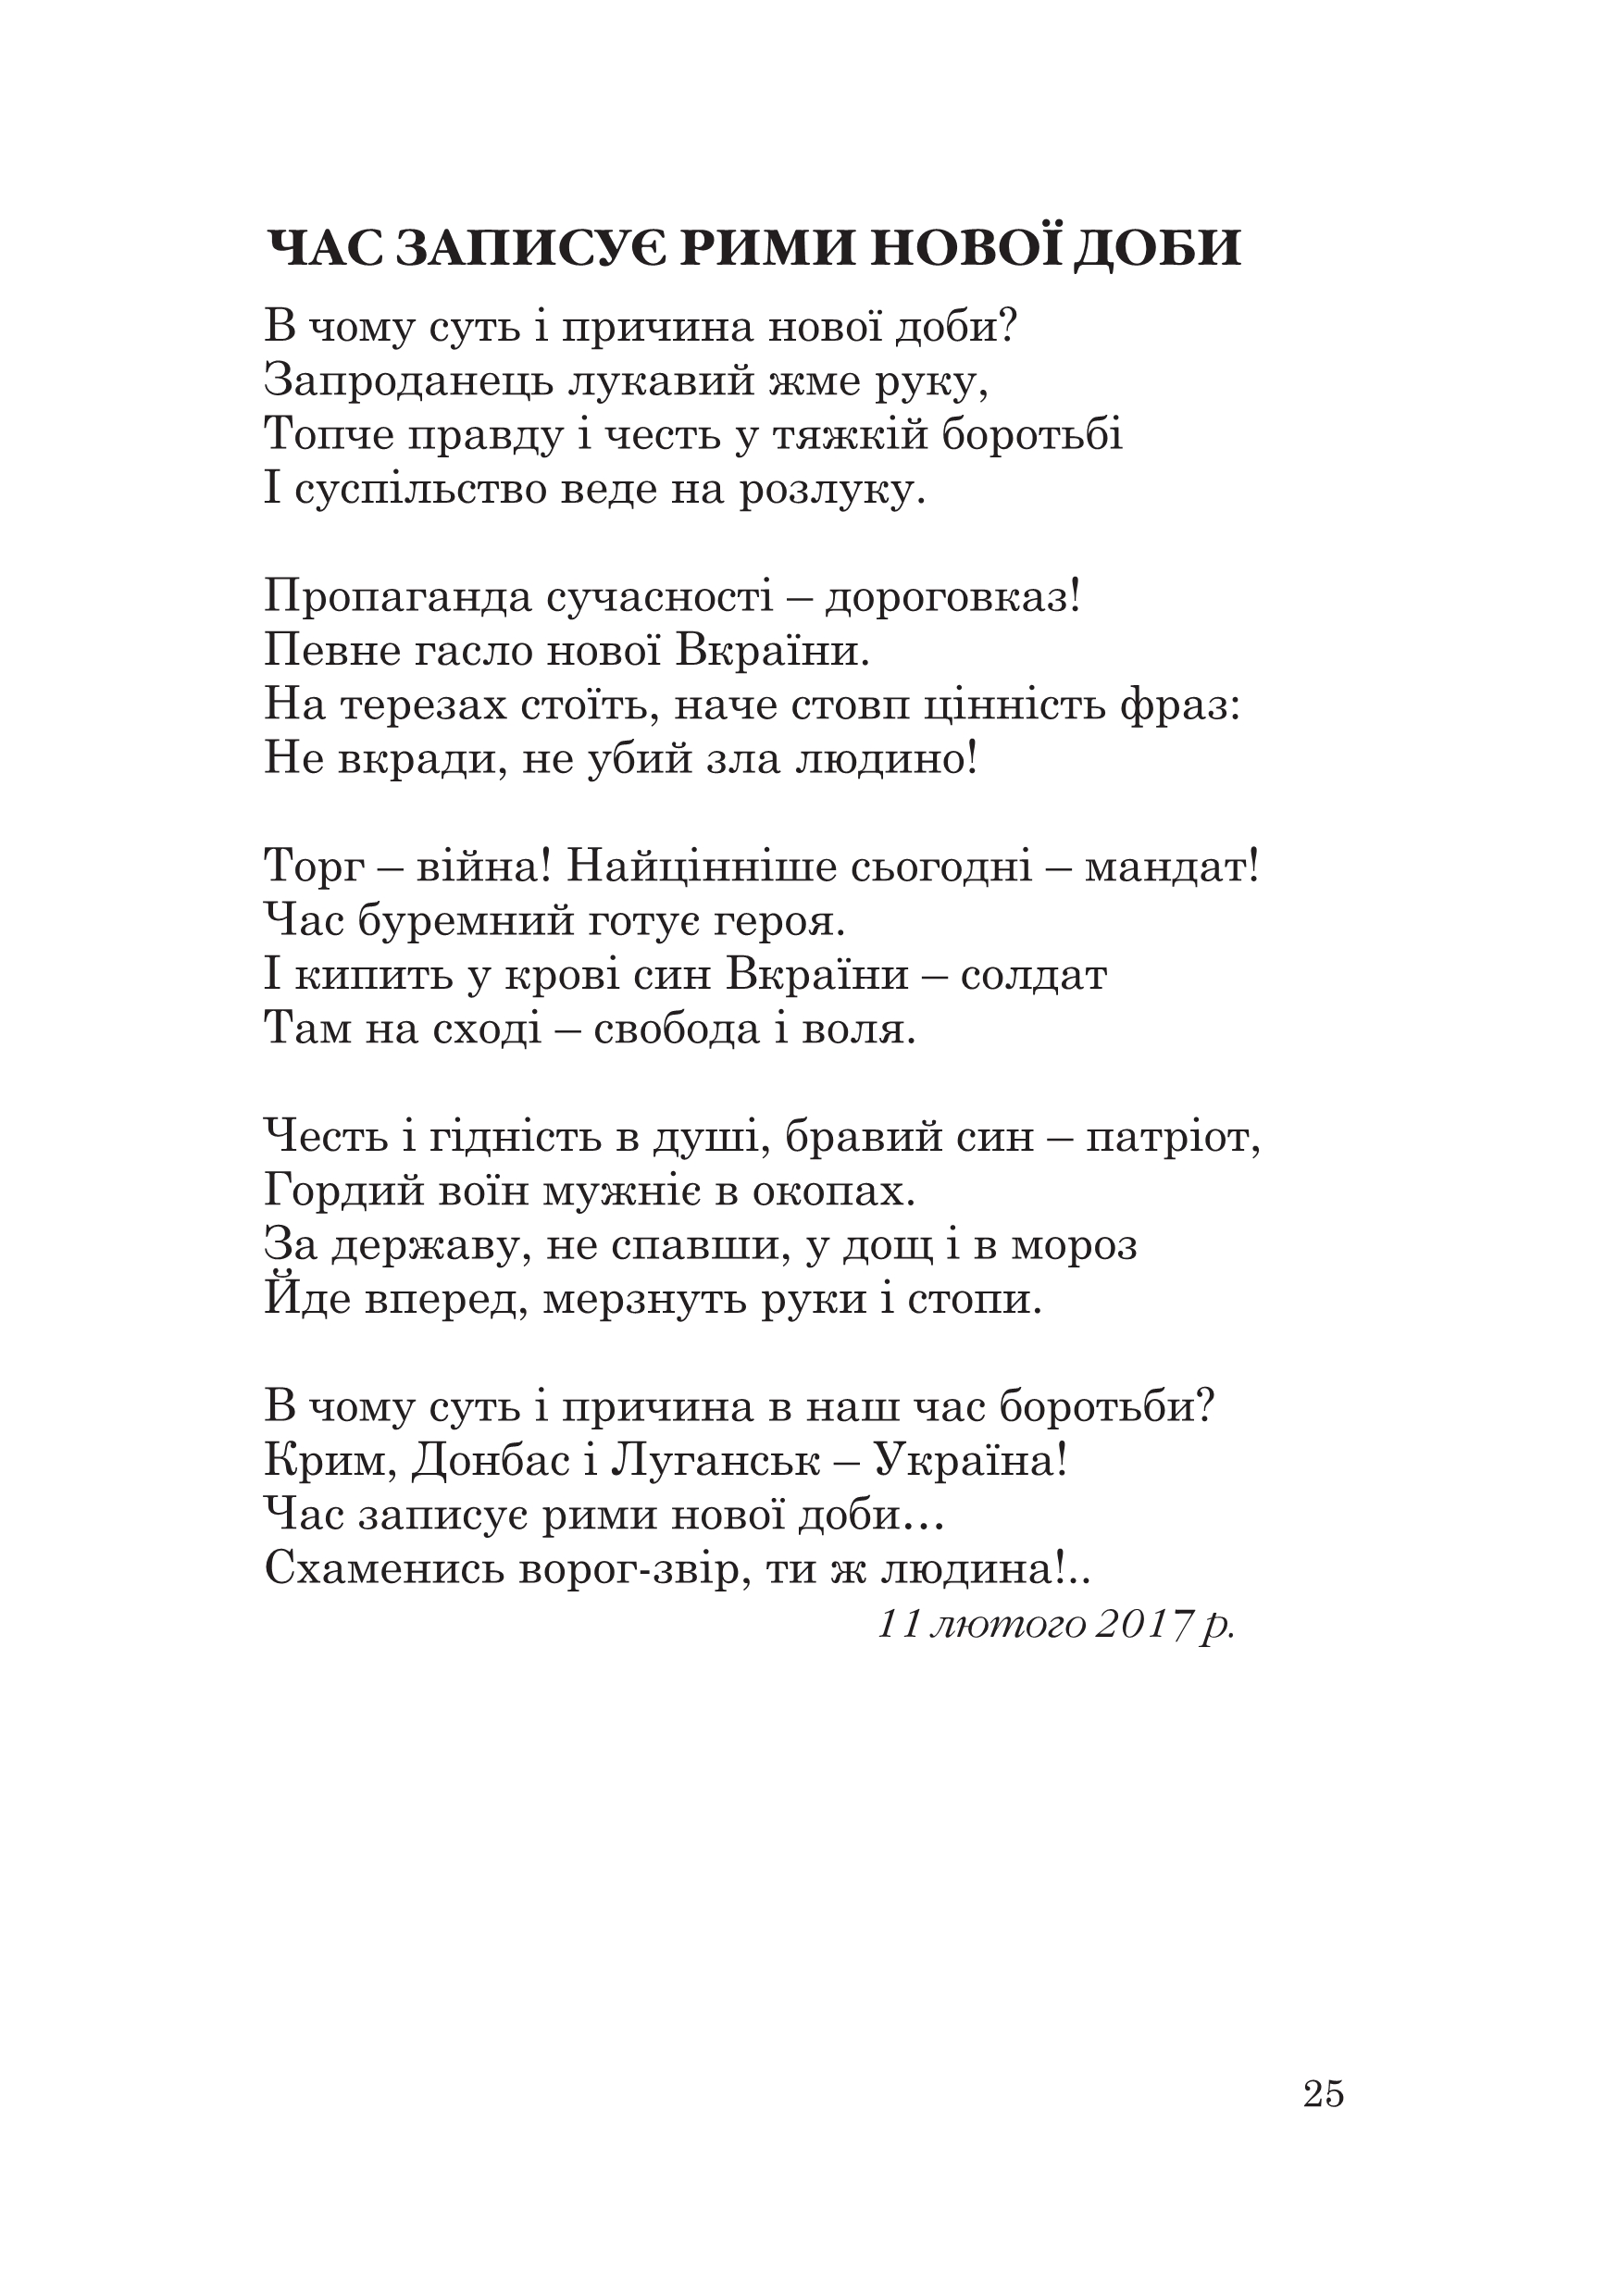 ЧАС ЗАПИСУЄ РИМИ НОВОЇ ДОБИ
В чому суть і причина нової доби?
Запроданець лукавий жме руку,
Топче правду і честь у тяжкій боротьбі
І суспільство веде на розлуку.
Пропаганда сучасності – дороговказ!
Певне гасло нової Вкраїни.
На терезах стоїть, наче стовп цінність фраз:
Не вкради, не убий зла людино!
Торг – війна! Найцінніше сьогодні – мандат!
Час буремний готує героя.
І кипить у крові син Вкраїни – солдат
Там на сході – свобода і воля.
Честь і гідність в душі, бравий син – патріот,
Гордий воїн мужніє в окопах.
За державу, не спавши, у дощ і в мороз
Йде вперед, мерзнуть руки і стопи.
В чому суть і причина в наш час боротьби?
Крим, Донбас і Луганськ – Україна!
Час записує рими нової доби...
Схаменись ворог-звір, ти ж людина!..
11 лютого 2017 р.
25